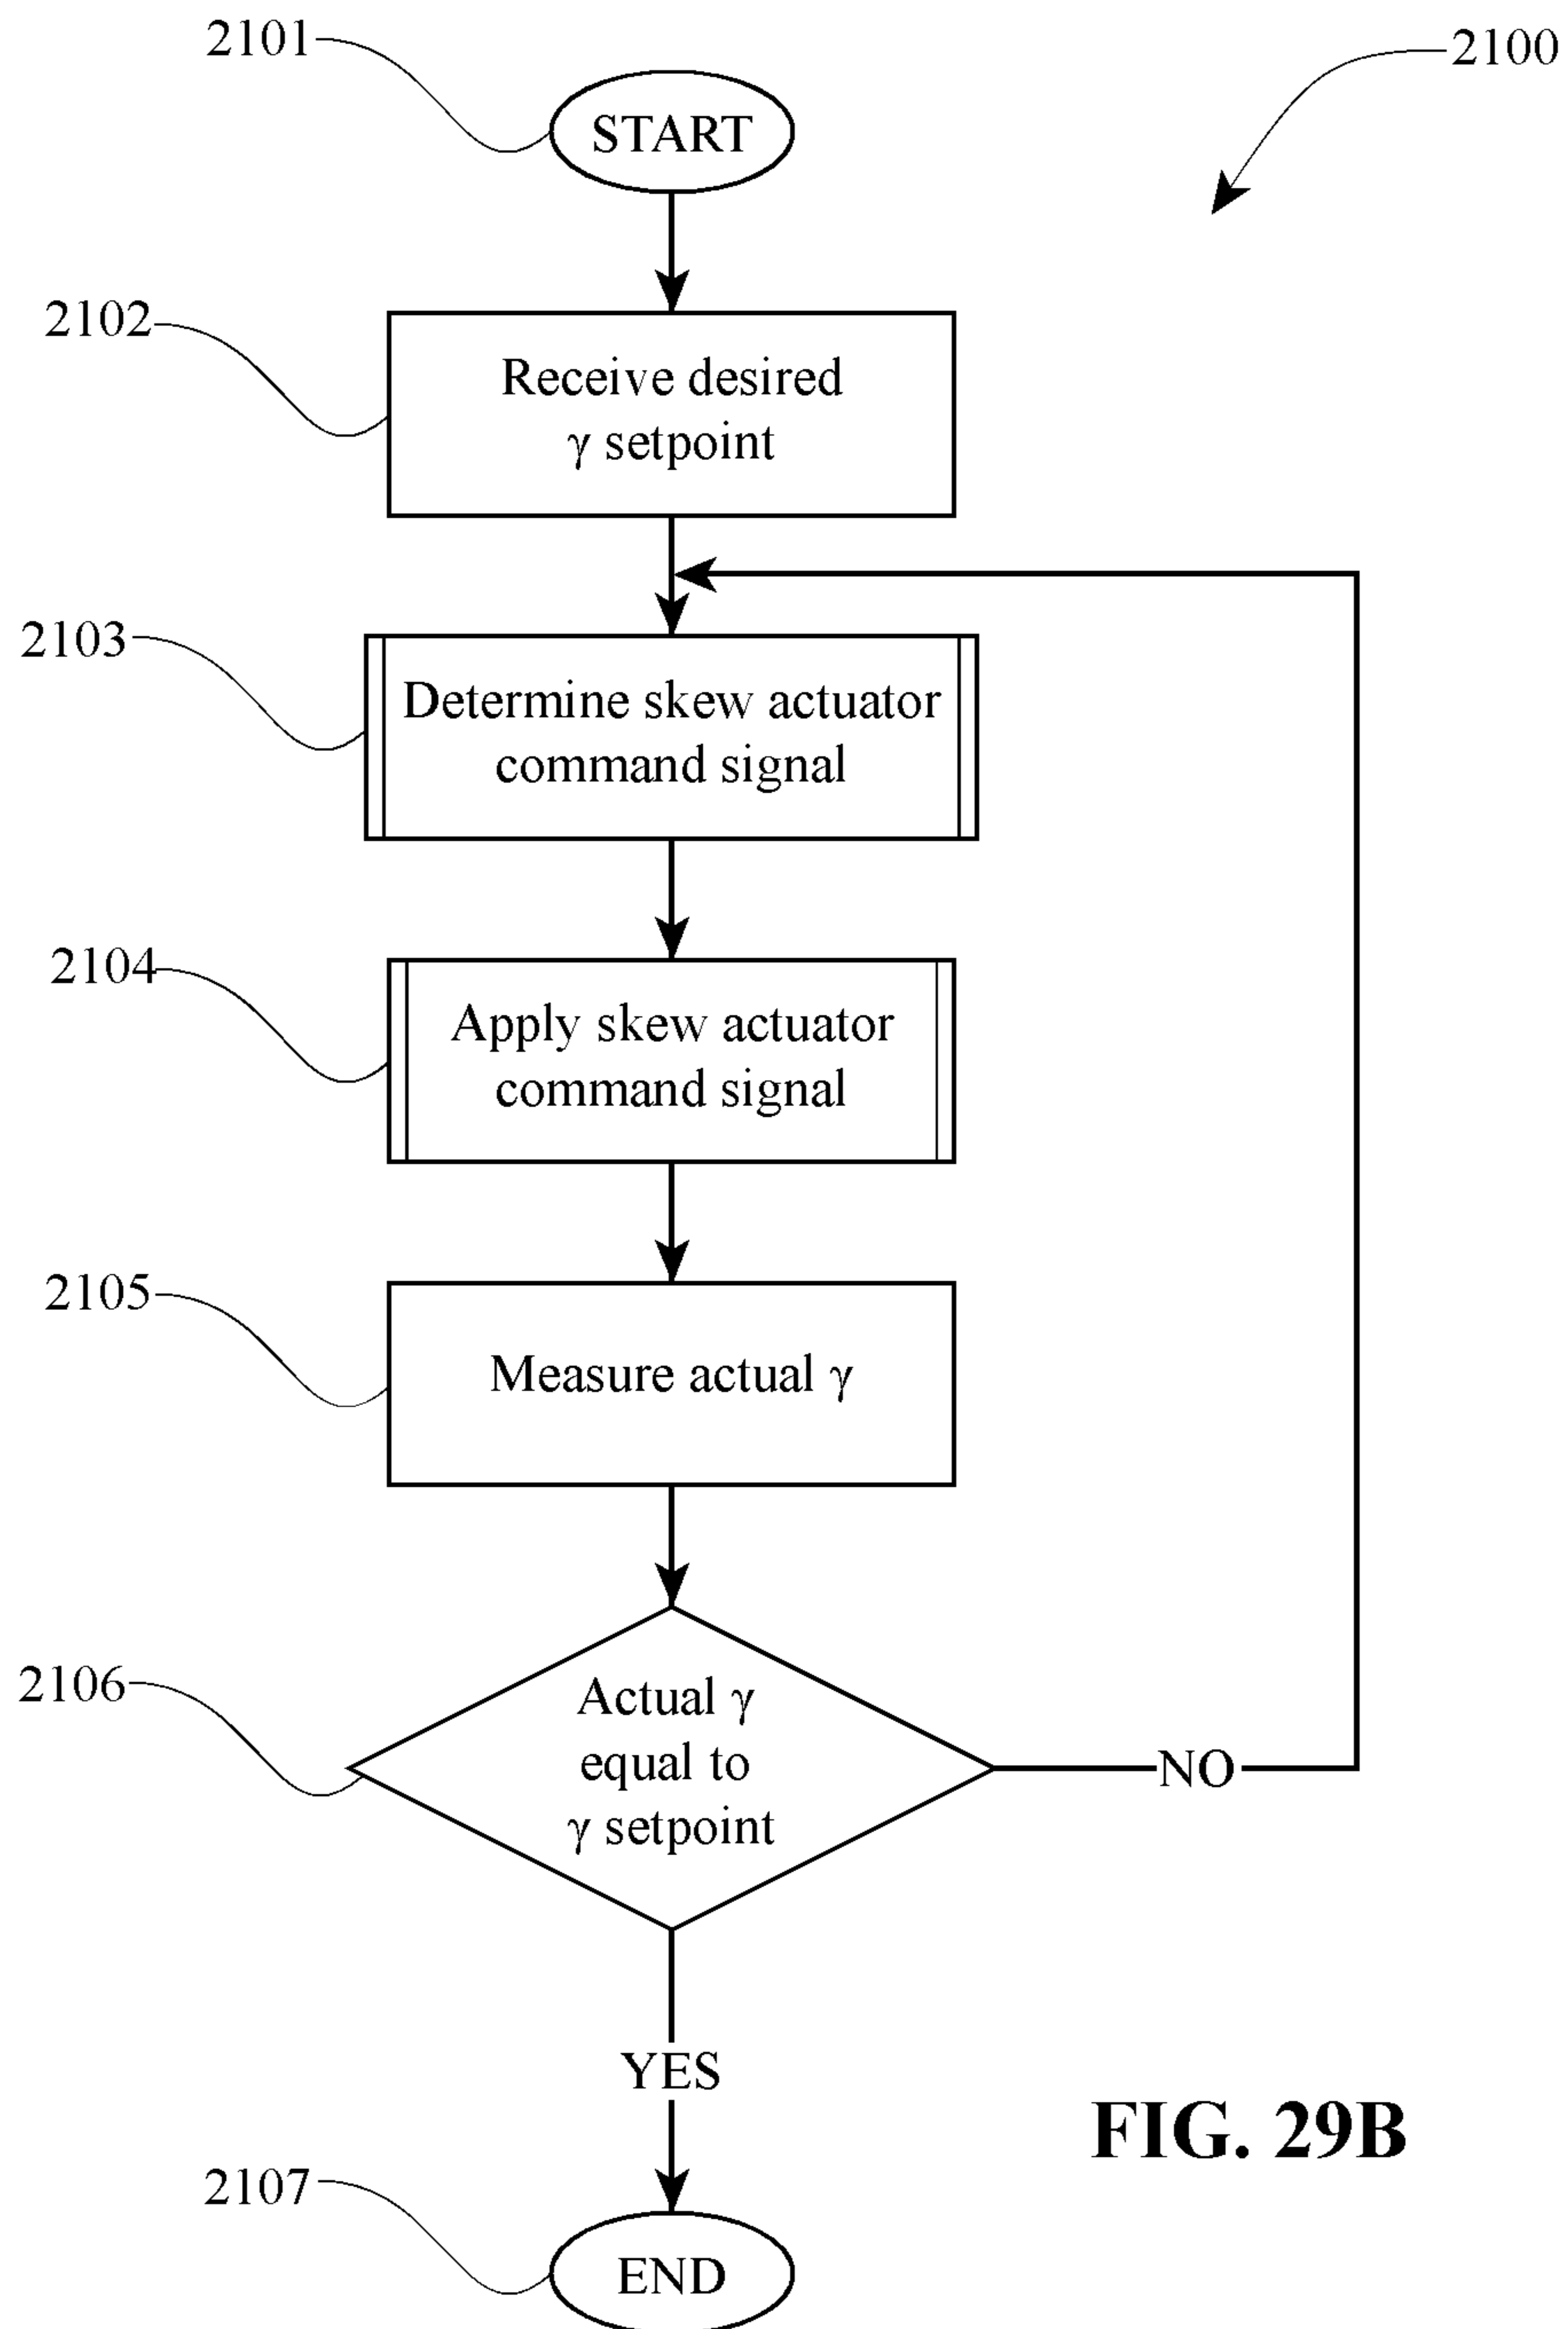 2101
2100
START
2102
Receive desired
γ setpoint
2103
Determine skew actuator
command signal
2104
Apply skew actuator
command signal
2105
Measure actual γ
2106
Actual γ
equal to
γ setpoint
NO
YES
FIG. 29B
2107
END